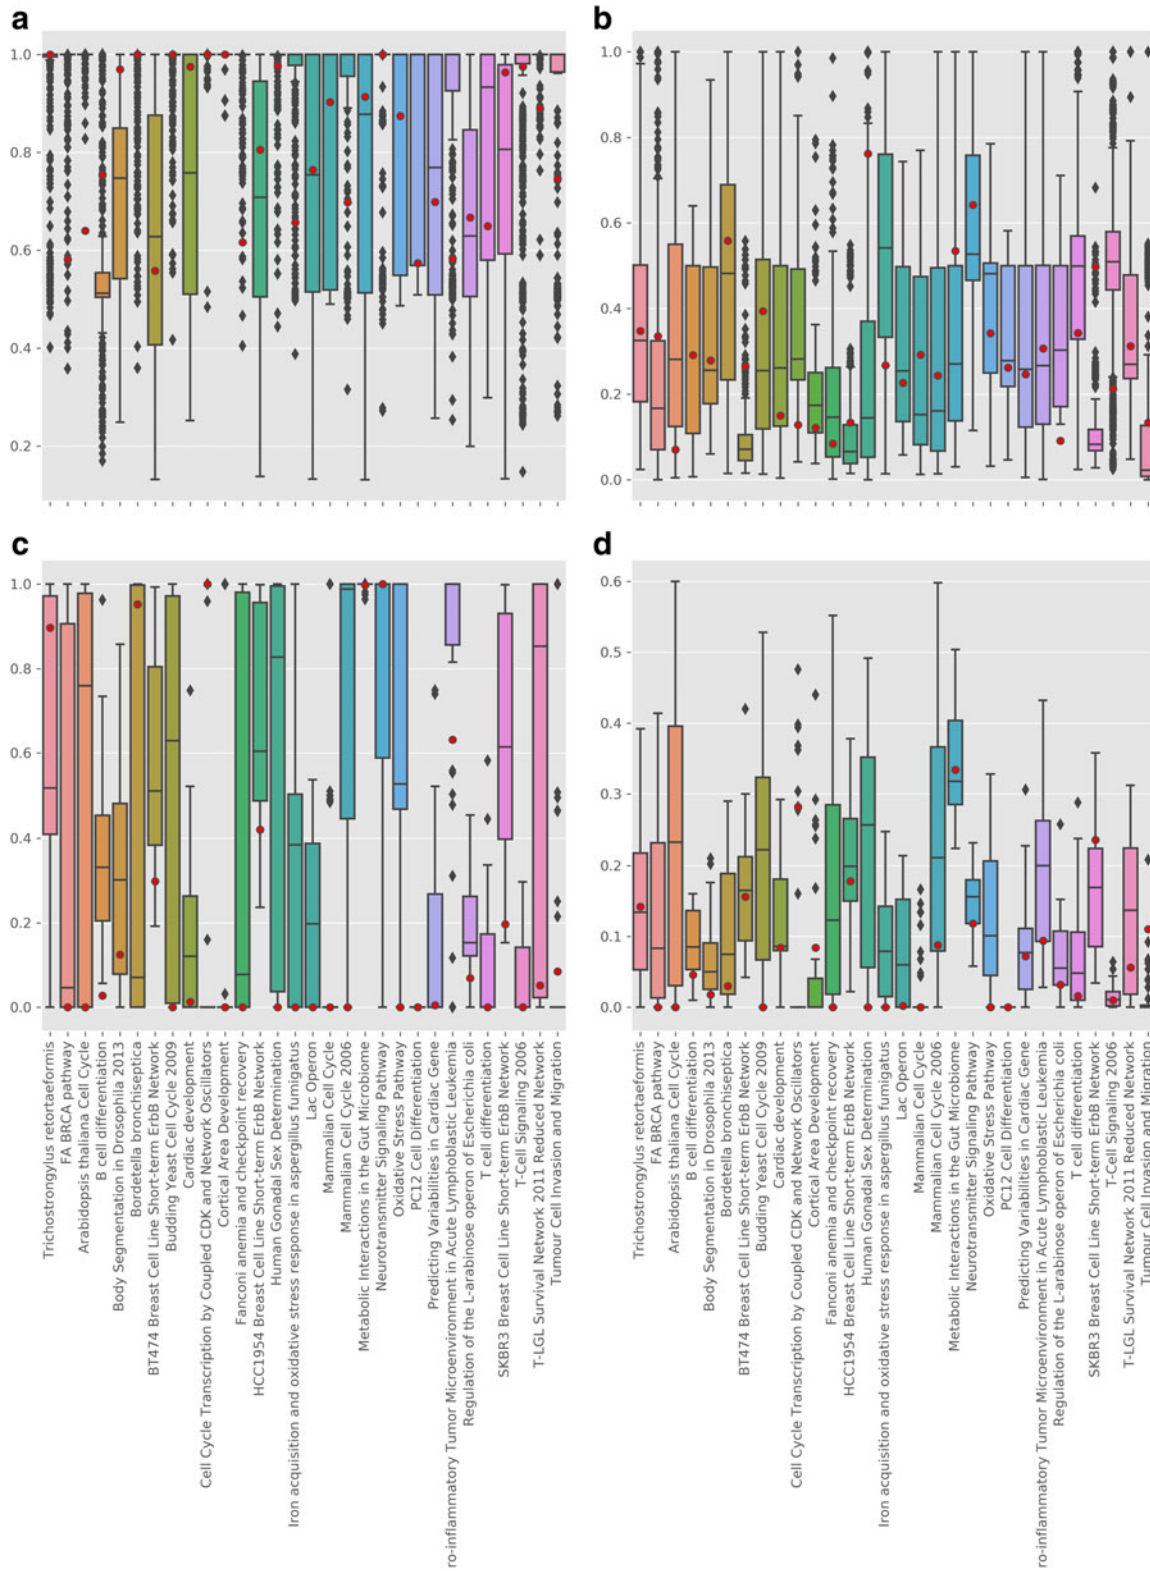 a
b
1.0
0.8
0.6
0.4
0.2
1.0
0.8
0.6
0.4
0.2
0.0
c
d
1.0
0.8
0.6
0.4
0.2
0.0
0.6
0.5
0.4
0.3
0.2
0.1
0.0
Trichostrongylus retortaeformis
FA BRCA pathway
Arabidopsis thaliana Cell Cycle
B cell differentiation
Body Segmentation in Drosophila 2013
Bordetella bronchiseptica
BT474 Breast Cell Line Short-term ErbB Network
Budding Yeast Cell Cycle 2009
Cardiac development
Cell Cycle Transcription by Coupled CDK and Network Oscillators
Cortical Area Development
Fanconi anemia and checkpoint recovery
HCC1954 Breast Cell Line Short-term ErbB Network
Human Gonadal Sex Determination
Iron acquisition and oxidative stress response in aspergillus fumigatus
Lac Operon
Mammalian Cell Cycle
Mammalian Cell Cycle 2006
Metabolic Interactions in the Gut Microbiome
Neurotransmitter Signaling Pathway
Oxidative Stress Pathway
PC12 Cell Differentiation
Predicting Variabilities in Cardiac Gene
ro-inflammatory Tumor Microenvironment in Acute Lymphoblastic Leukemia
Regulation of the L-arabinose operon of Escherichia coli
T cell differentiation
SKBR3 Breast Cell Line Short-term ErbB Network
T-Cell Signaling 2006
T-LGL Survival Network 2011 Reduced Network
Tumour Cell Invasion and Migration
Trichostrongylus retortaeformis
FA BRCA pathway
Arabidopsis thaliana Cell Cycle
B cell differentiation
Body Segmentation in Drosophila 2013
Bordetella bronchiseptica
BT474 Breast Cell Line Short-term ErbB Network
Budding Yeast Cell Cycle 2009
Cardiac development
Cell Cycle Transcription by Coupled CDK and Network Oscillators
Cortical Area Development
Fanconi anemia and checkpoint recovery
HCC1954 Breast Cell Line Short-term ErbB Network
Human Gonadal Sex Determination
Iron acquisition and oxidative stress response in aspergillus fumigatus
Lac Operon
Mammalian Cell Cycle
Mammalian Cell Cycle 2006
Metabolic Interactions in the Gut Microbiome
Neurotransmitter Signaling Pathway
Oxidative Stress Pathway
PC12 Cell Differentiation
Predicting Variabilities in Cardiac Gene
ro-inflammatory Tumor Microenvironment in Acute Lymphoblastic Leukemia
Regulation of the L-arabinose operon of Escherichia coli
T cell differentiation
SKBR3 Breast Cell Line Short-term ErbB Network
T-Cell Signaling 2006
T-LGL Survival Network 2011 Reduced Network
Tumour Cell Invasion and Migration